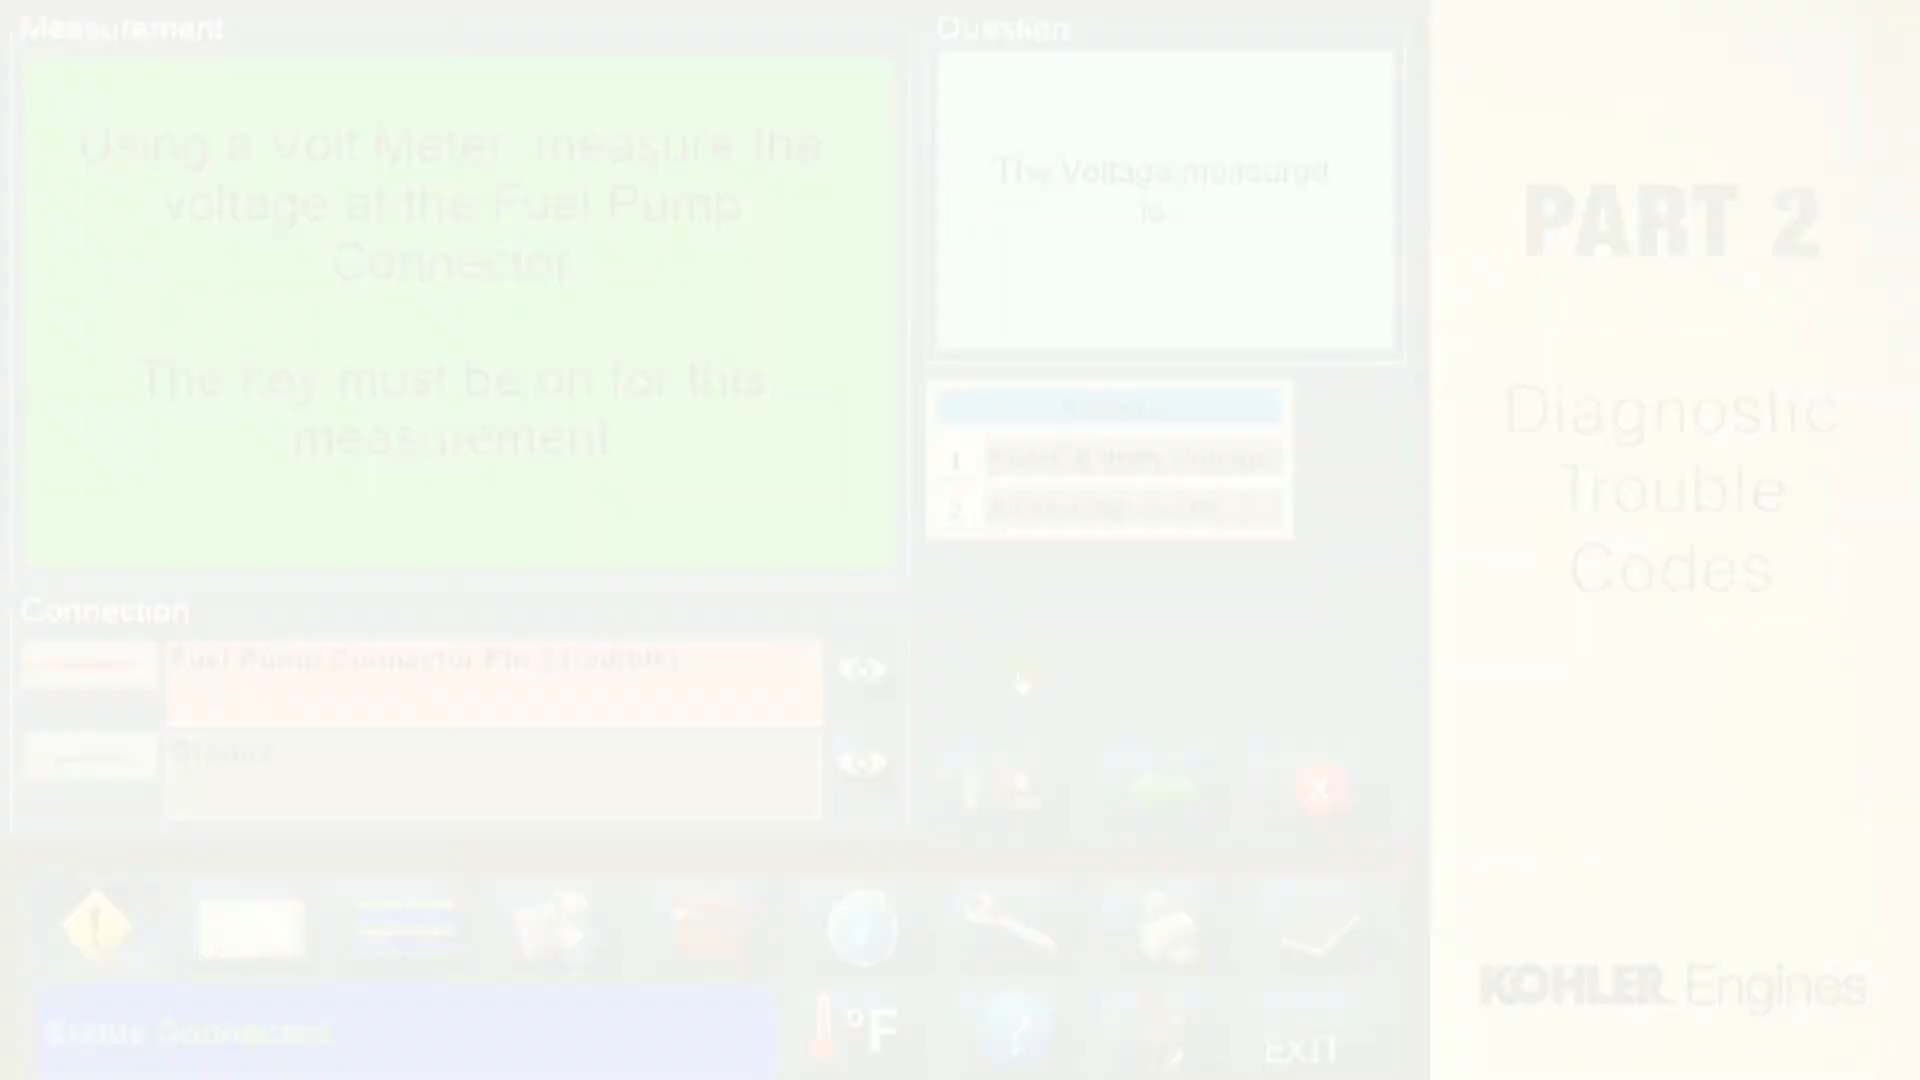 Measurement
Using a Volt Meter, measure the
voltage at the Fuel Pump
Connector
The key must be on for this
measurement
Question
The Voltage measured
is
1
2
Connection
Fuel Pump Connector Pin
Status Connected
°F
?
EXIT
PART 2
Diagnostic
Trouble
Codes
KOHLER Engines